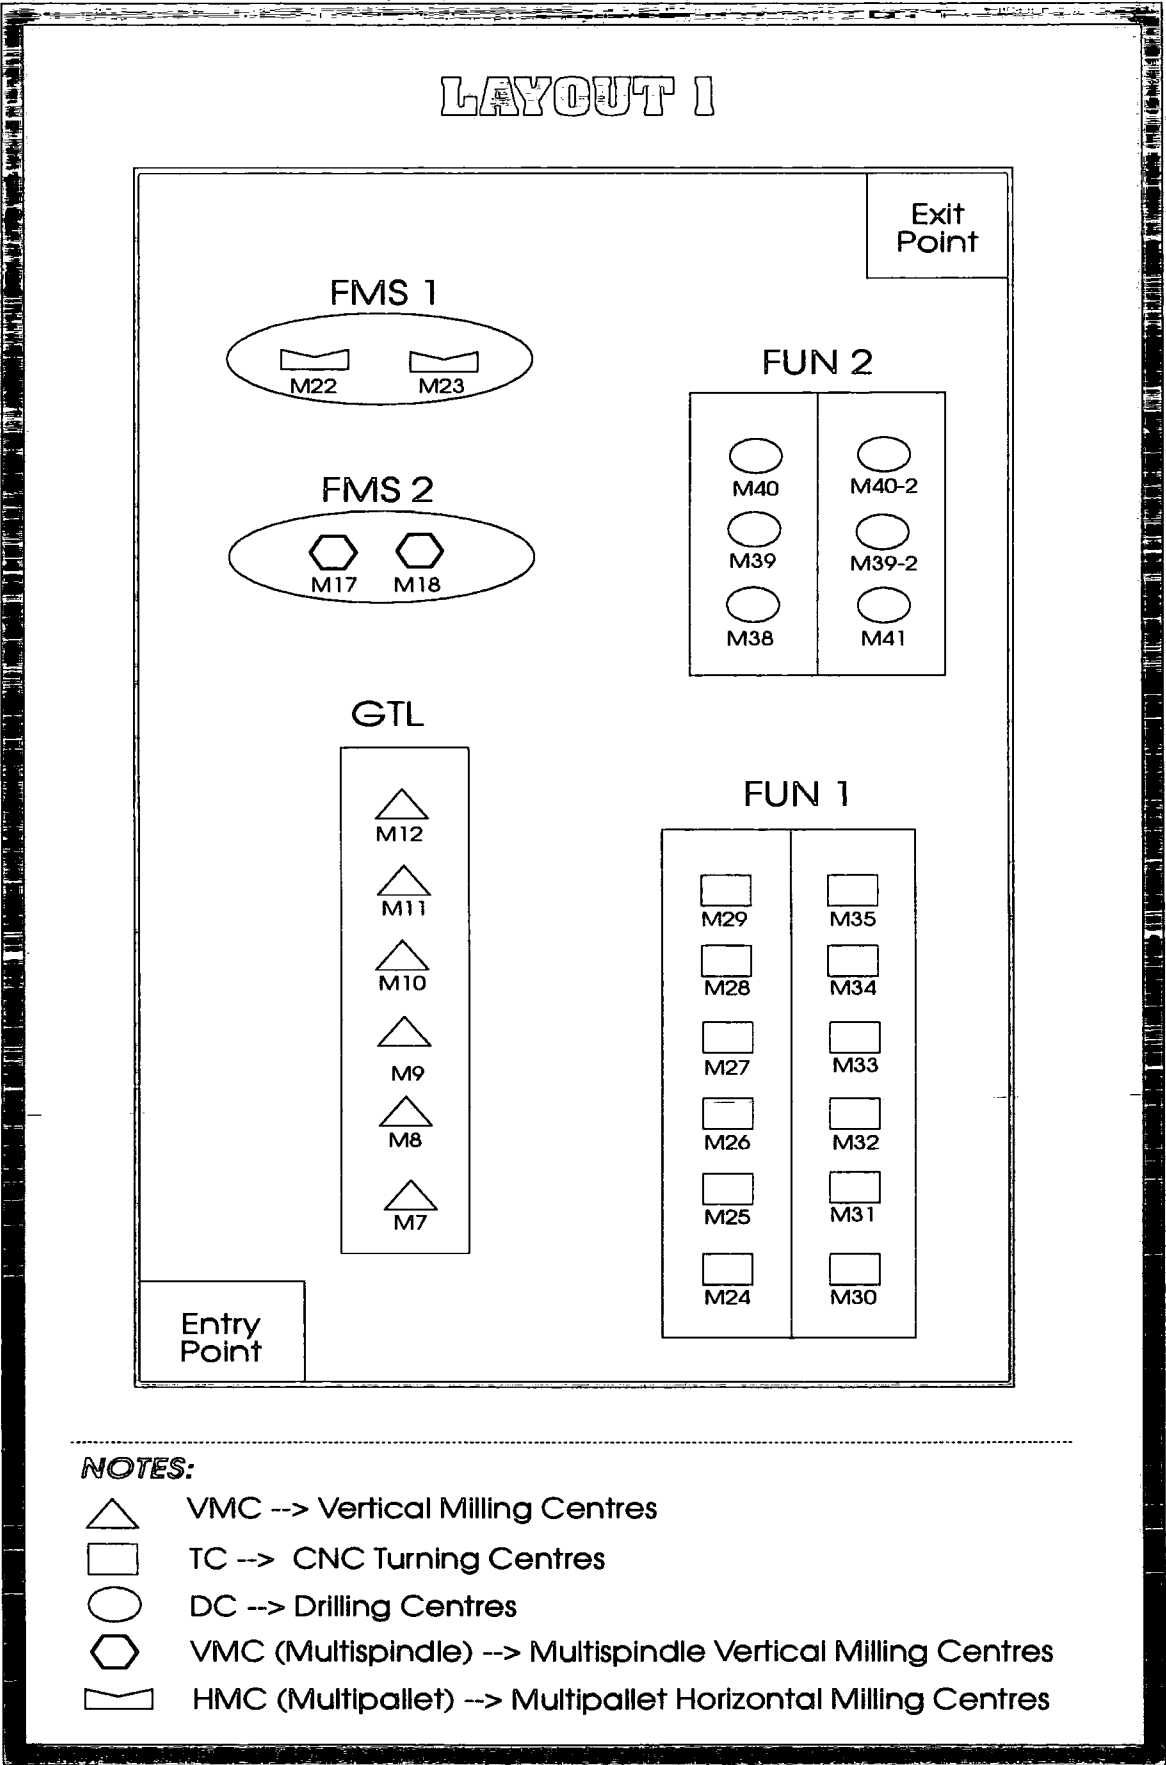 LAYOUT 1
Exit
Point
FMS 1
M22 M23
FUN 2
M40 M40-2
M39 M39-2
M38 M41
FMS 2
M17 M18
GTL
M12
M11
M10
M9
M8
M7
FUN 1
M29 M35
M28 M34
M27 M33
M26 M32
M25 M31
M24 M30
Entry
Point
NOTES:
VMC --> Vertical Milling Centres
TC --> CNC Turning Centres
DC --> Drilling Centres
VMC (Multispindle) --> Multispindle Vertical Milling Centres
HMC (Multipallet) --> Multipallet Horizontal Milling Centres